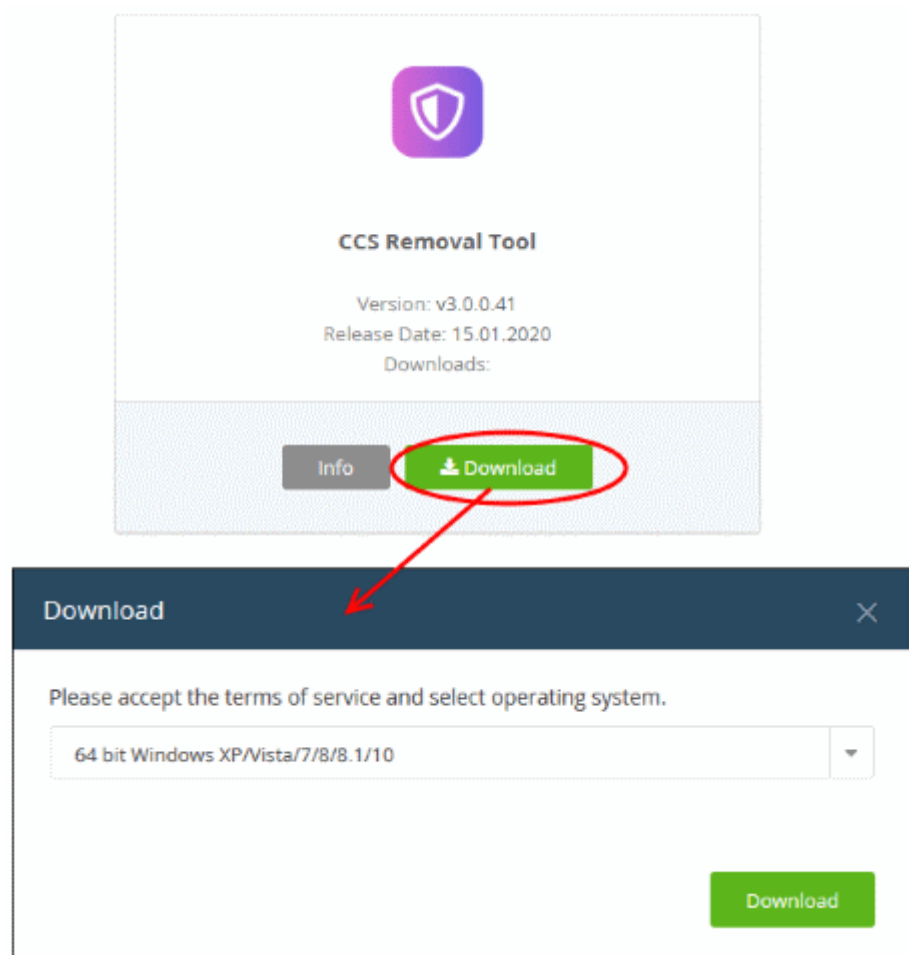 CCS Removal Tool
Version: v3.0.0.41
Release Date: 15.01.2020
Downloads:
Info
Download
Download
Please accept the terms of service and select operating system.
64 bit Windows XP/Vista/7/8/8.1/10
Download